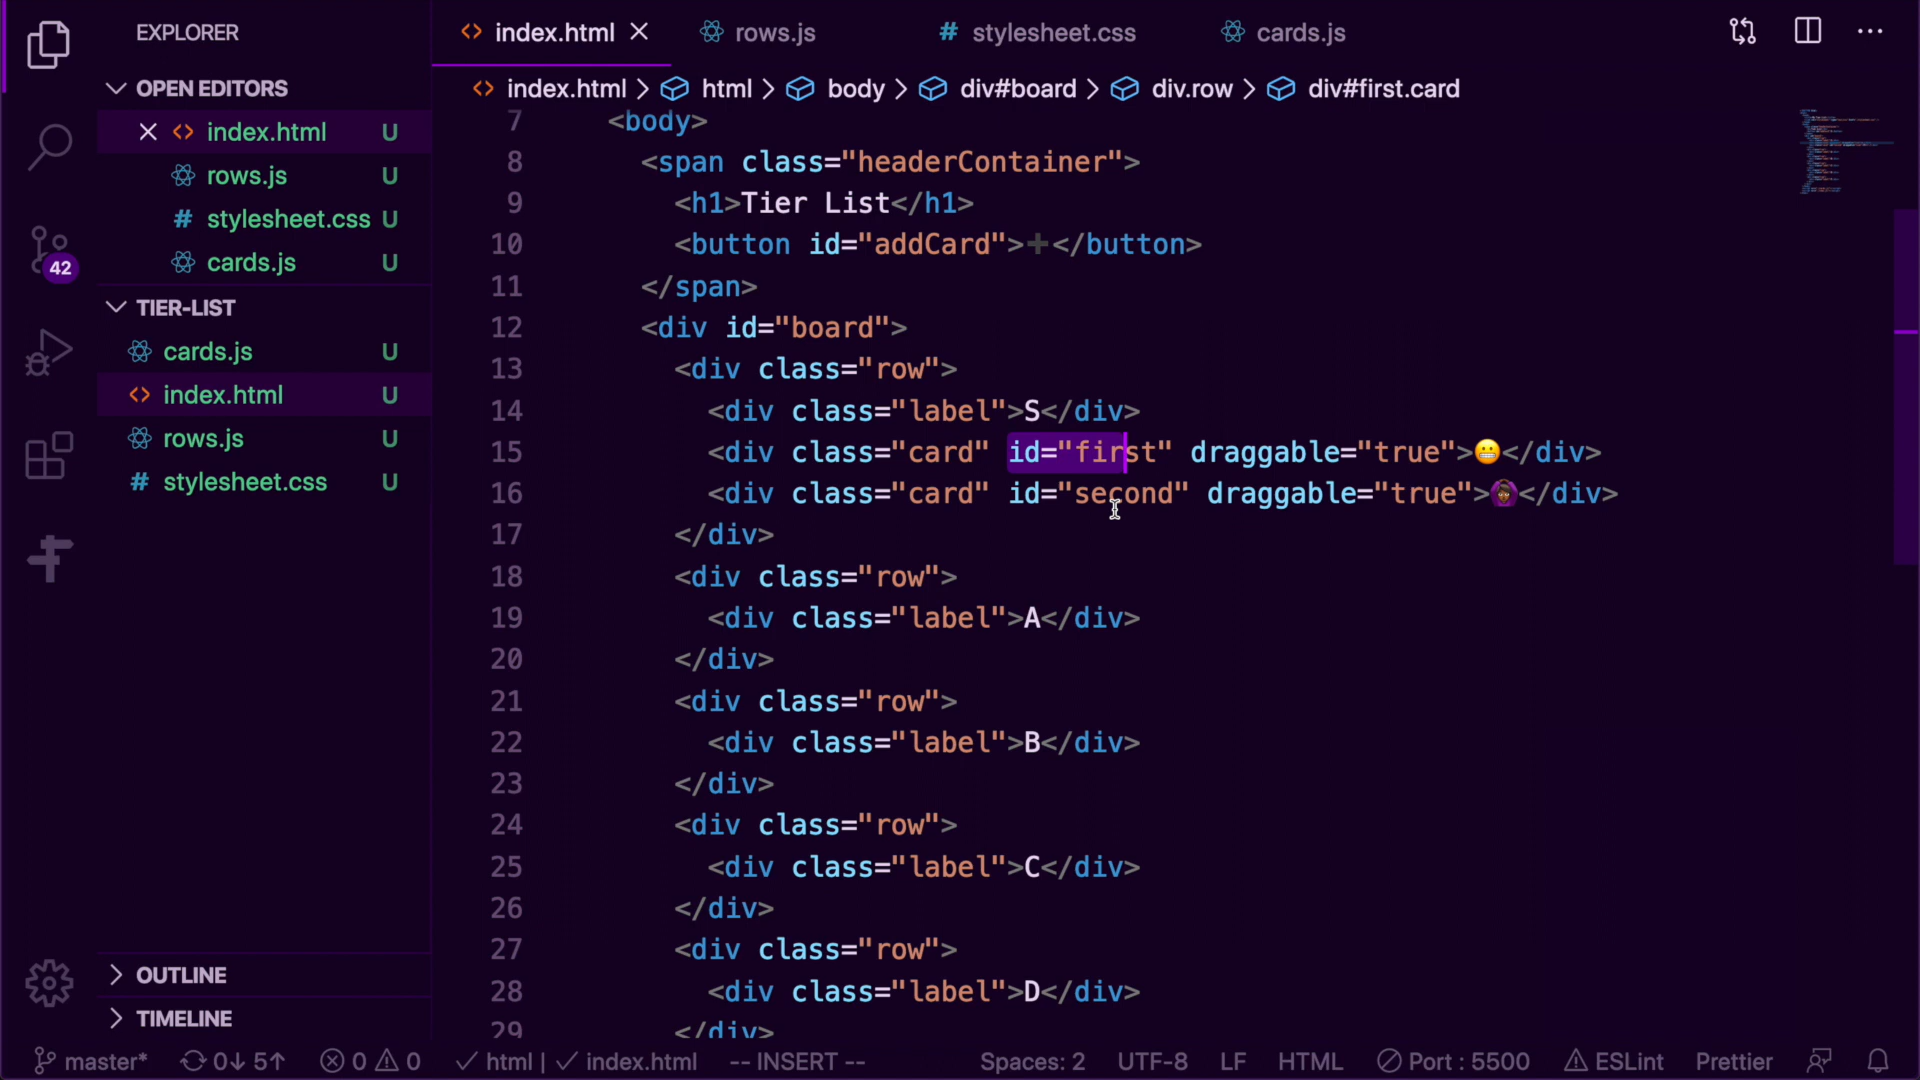 EXPLORER
OPEN EDITORS
index.html U
rows.js U
# stylesheet.css U
cards.js U
42
TIER-LIST
cards.js U
<> index.html U
rows.js U
# stylesheet.css U
OUTLINE
TIMELINE
<> index.html
rows.js
# stylesheet.css
cards.js
<> index.html > html > body > div#board > div.row > div#first.card
7 <body>
8 <span class="headerContainer">
9 <h1>Tier List</h1>
10 <button id="addCard">➕</button>
11 </span>
12 <div id="board">
13 <div class="row">
14 <div class="label">S</div>
15 <div class="card" id="first" draggable="true">😬</div>
16 <div class="card" id="second" draggable="true">🙆🏾‍♀️</div>
17 </div>
18 <div class="row">
19 <div class="label">A</div>
20 </div>
21 <div class="row">
22 <div class="label">B</div>
23 </div>
24 <div class="row">
25 <div class="label">C</div>
26 </div>
27 <div class="row">
28 <div class="label">D</div>
29 </div>
master* 0↓ 5↑ 0 0 ✓ html | ✓ index.html -- INSERT -- Spaces: 2 UTF-8 LF HTML Port : 5500 ESLint Prettier